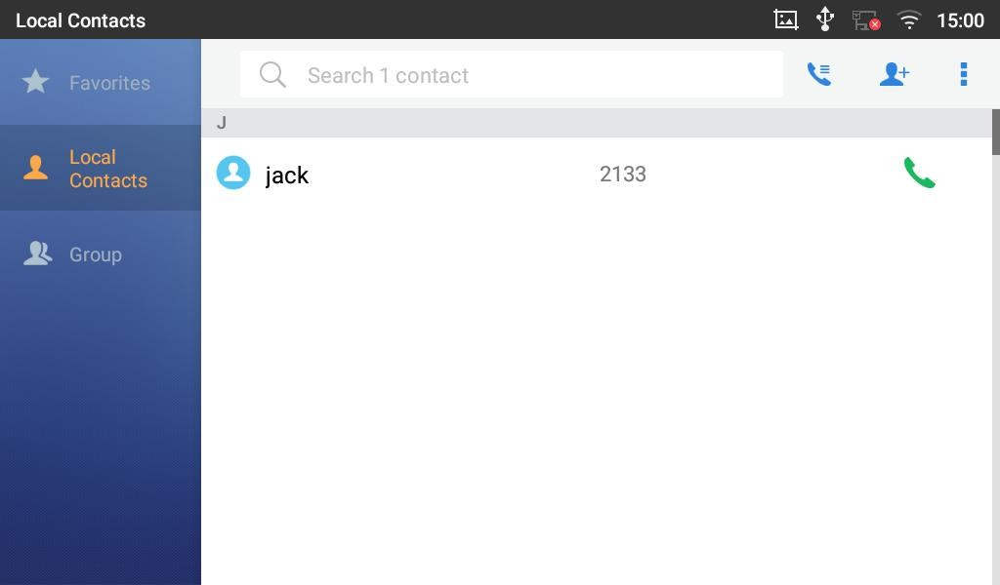 Local Contacts
15:00
Favorites
Search 1 contact
J
Local
Contacts
jack
2133
Group